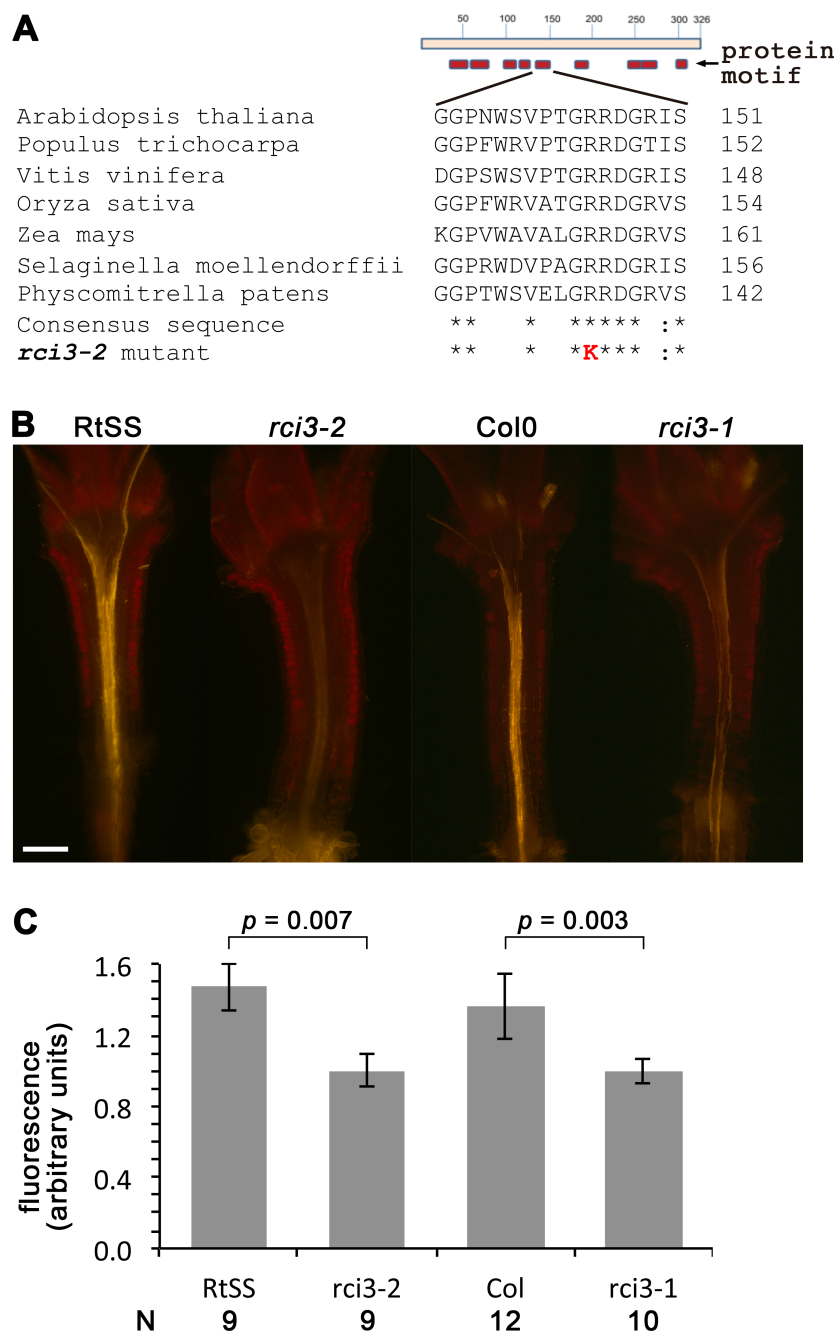 A
50 100 150 200 250 300 326
protein
motif
Arabidopsis thaliana GGPNWSVPTGRRDGRIS 151
Populus trichocarpa GGPFWRVPTGRRDGTIS 152
Vitis vinifera DGPSWSVPTGRRDGRIS 148
Oryza sativa GGPFWRVATGRRDGRVS 154
Zea mays KGPVWAVALGRRDGRVS 161
Selaginella moellendorffii GGPRWDVPAGRRDGRIS 156
Physcomitrella patens GGPTWSVELGRRDGRVS 142
Consensus sequence ** * ***** :*
rci3-2 mutant ** * *K*** :*
B
RtSS rci3-2 Col0 rci3-1
C
p = 0.007 p = 0.003
fluorescence
(arbitrary units)
1.6
1.2
0.8
0.4
0.0
RtSS rci3-2 Col rci3-1
N 9 9 12 10